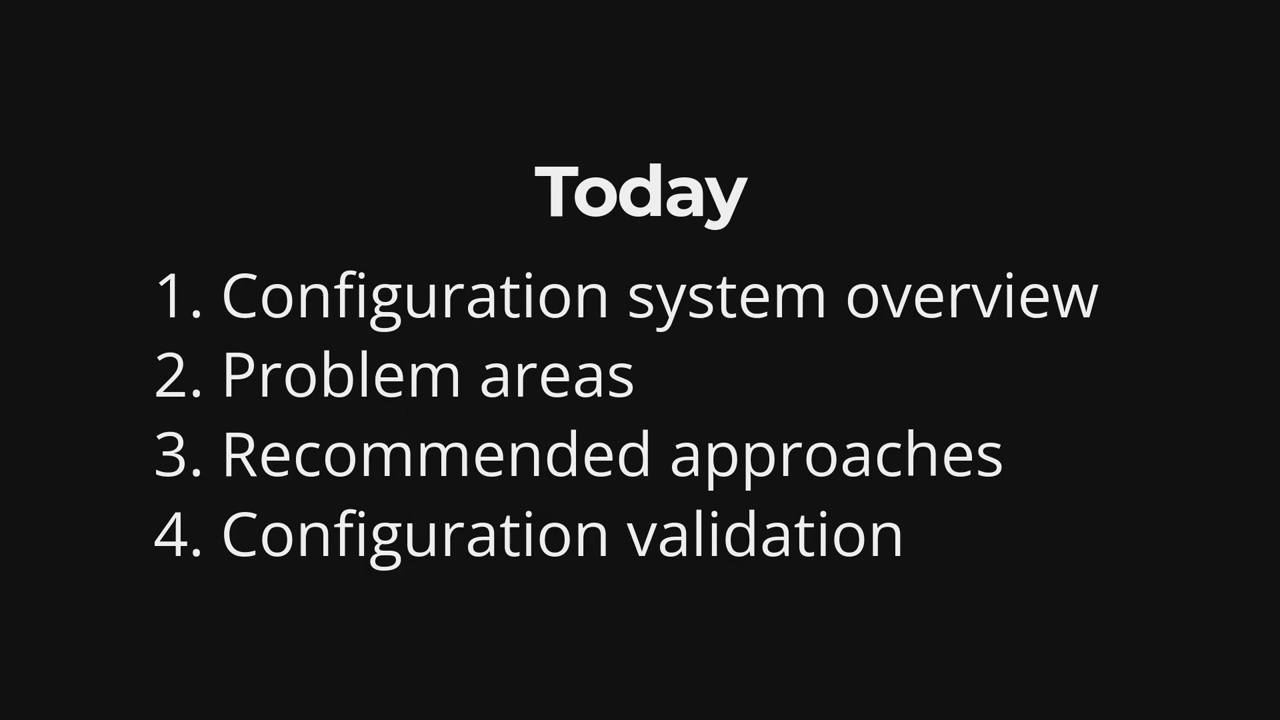 Today
1. Configuration system overview
2. Problem areas
3. Recommended approaches
4. Configuration validation